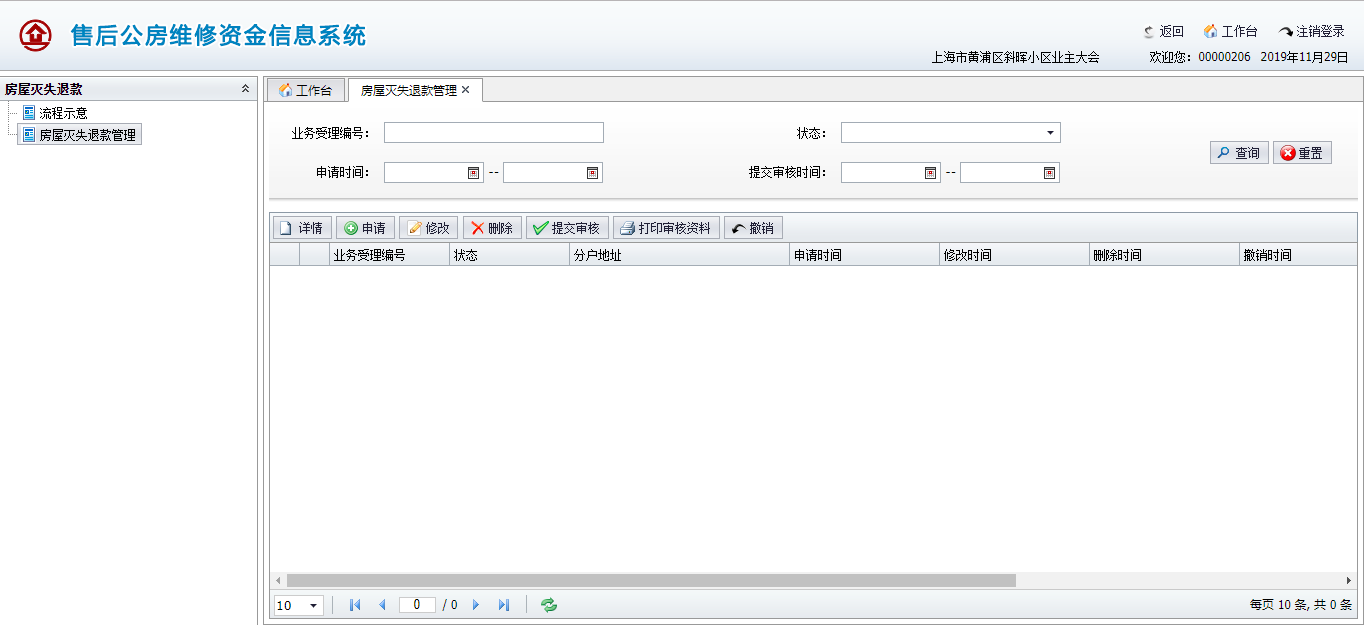 售后公房维修资金信息系统
返回 工作台 注销登录
上海市黄浦区斜晖小区业主大会 欢迎您: 00000206 2019年11月29日
房屋灭失退款
流程示意
房屋灭失退款管理
工作台 房屋灭失退款管理
业务受理编号: 状态:
查询 重置
申请时间: -- 提交审核时间: --
详情 申请 修改 删除 提交审核 打印审核资料 撤销
业务受理编号 状态 分户地址 申请时间 修改时间 删除时间 撤销时间
10 0 / 0 每页 10 条, 共 0 条